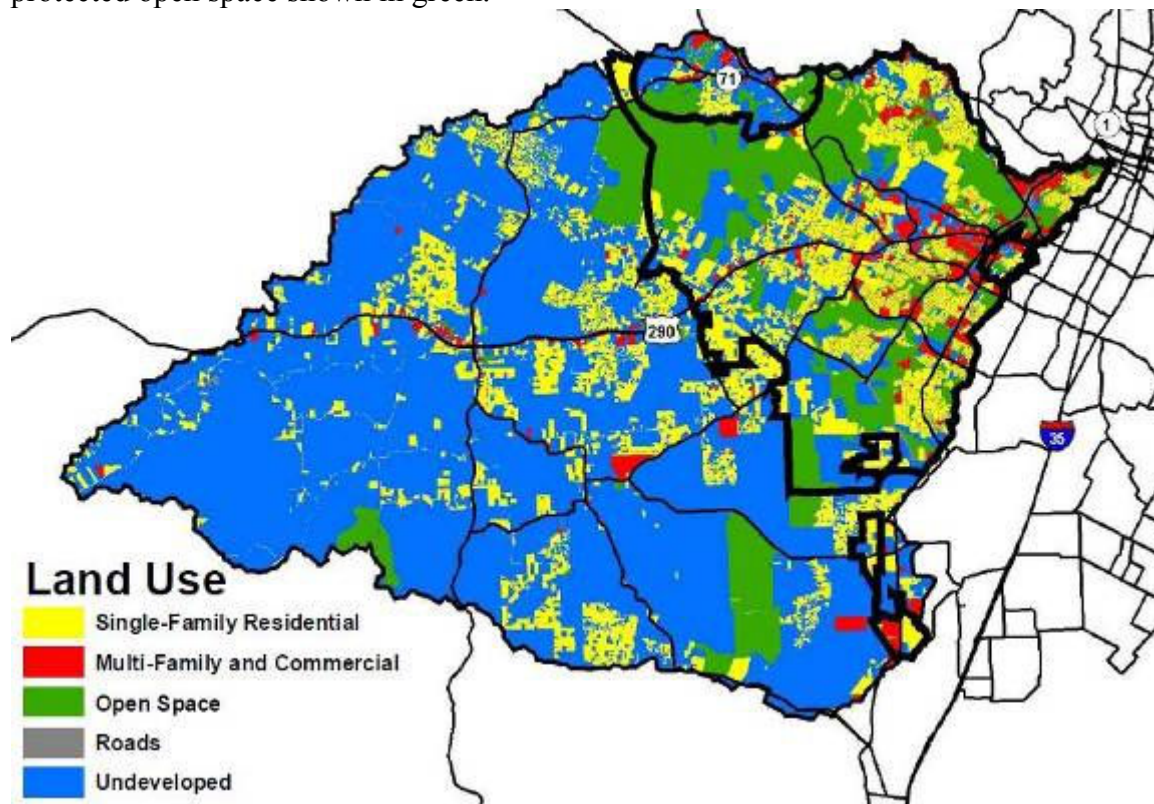 protected open space shown in green.
71
1
290
35
Land Use
Single-Family Residential
Multi-Family and Commercial
Open Space
Roads
Undeveloped